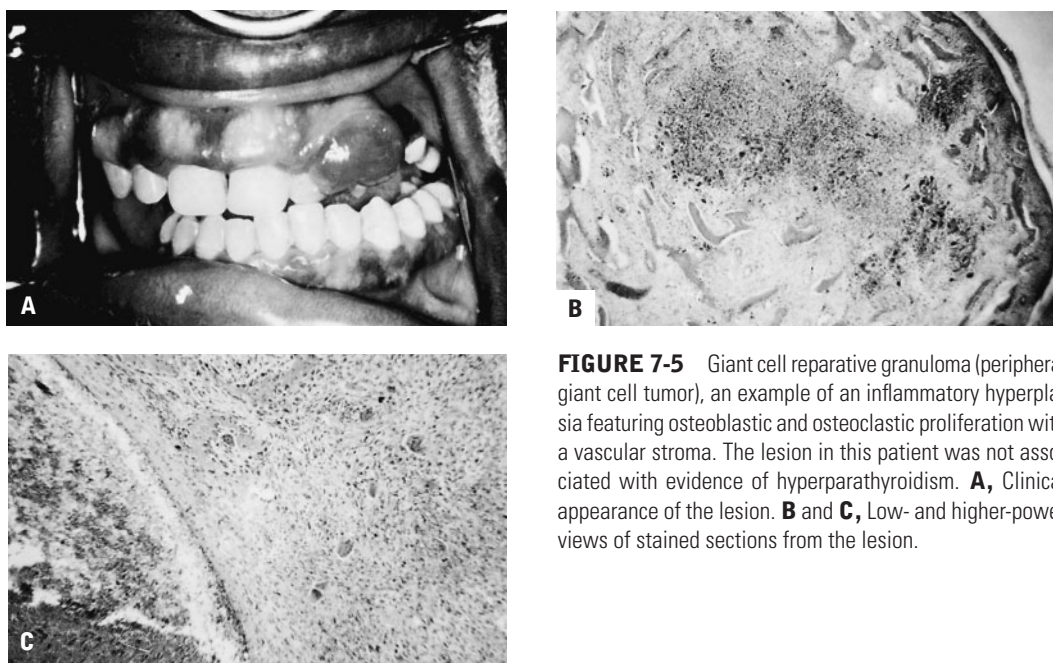 A
B
C
FIGURE 7-5 Giant cell reparative granuloma (periphera
giant cell tumor), an example of an inflammatory hyperpla
sia featuring osteoblastic and osteoclastic proliferation wit
a vascular stroma. The lesion in this patient was not asso
ciated with evidence of hyperparathyroidism. A, Clinica
appearance of the lesion. B and C, Low- and higher-powe
views of stained sections from the lesion.